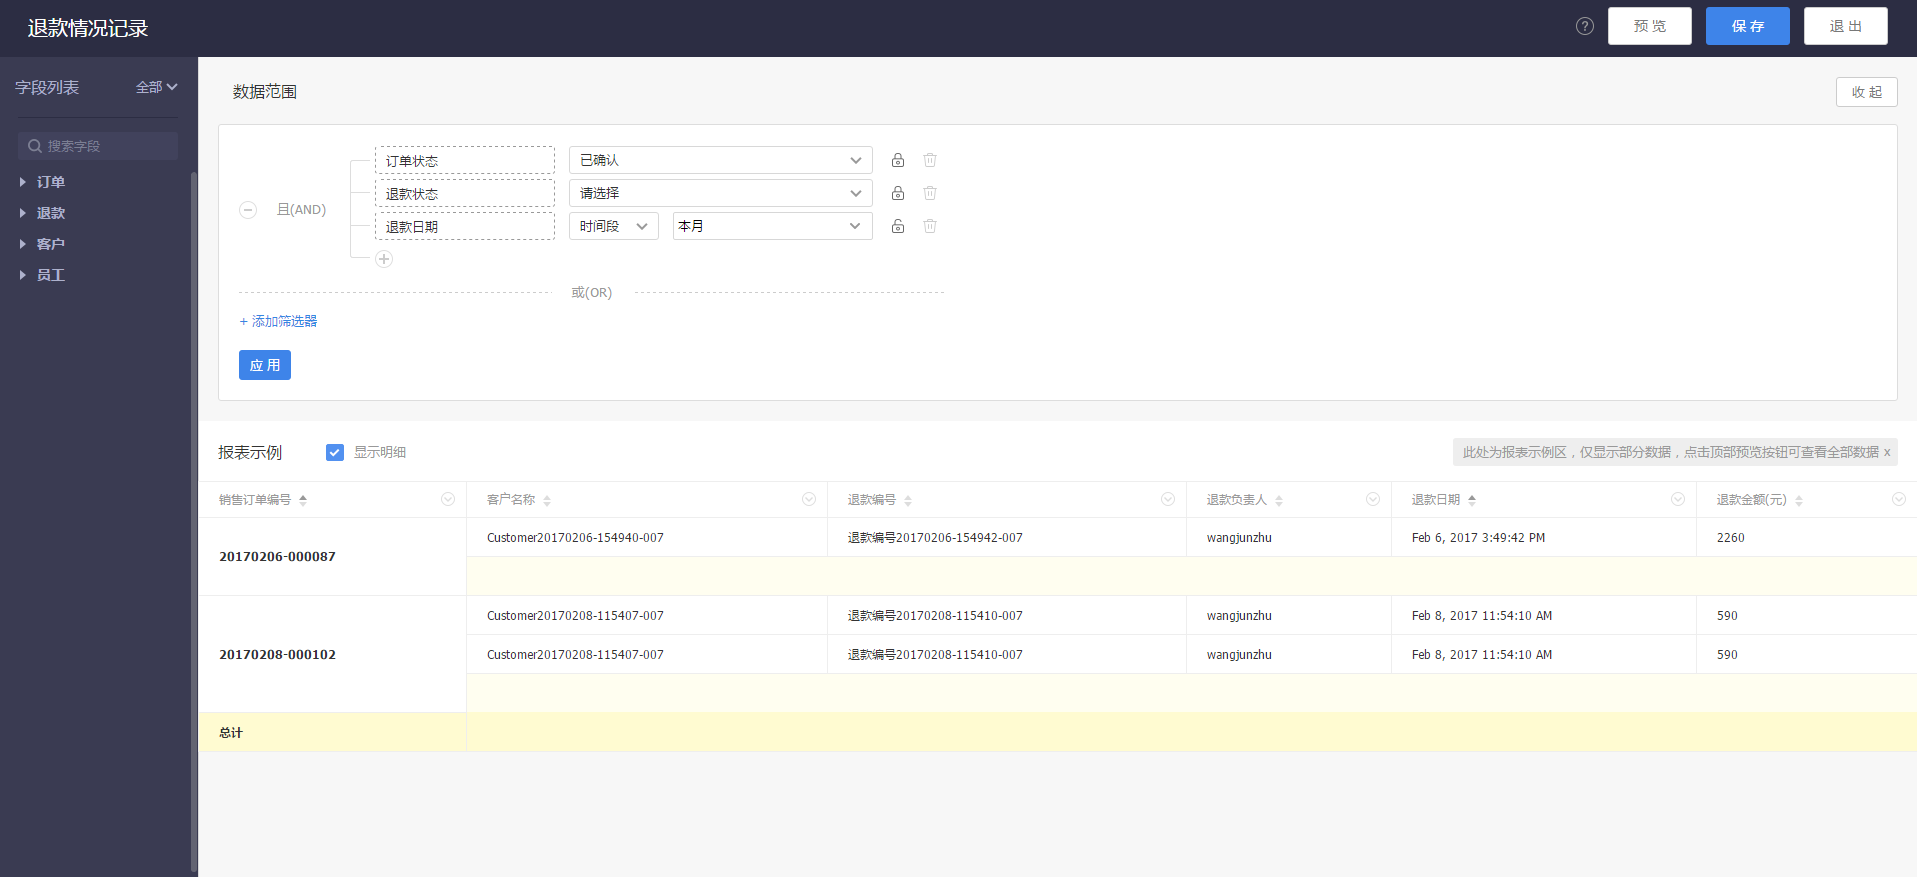 退款情况记录
? 预 览 保 存 退 出
字段列表 全部
搜索字段
订单
退款
客户
员工
数据范围 收 起
订单状态 已确认
退款状态 请选择
且(AND)
退款日期 时间段 本月
或(OR)
+ 添加筛选器
应 用
报表示例 显示明细 此处为报表示例区，仅显示部分数据，点击顶部预览按钮可查看全部数据 x
销售订单编号 客户名称 退款编号 退款负责人 退款日期 退款金额(元)
20170206-000087 Customer20170206-154940-007 退款编号20170206-154942-007 wangjunzhu Feb 6, 2017 3:49:42 PM 2260
20170208-000102 Customer20170208-115407-007 退款编号20170208-115410-007 wangjunzhu Feb 8, 2017 11:54:10 AM 590
Customer20170208-115407-007 退款编号20170208-115410-007 wangjunzhu Feb 8, 2017 11:54:10 AM 590
总计